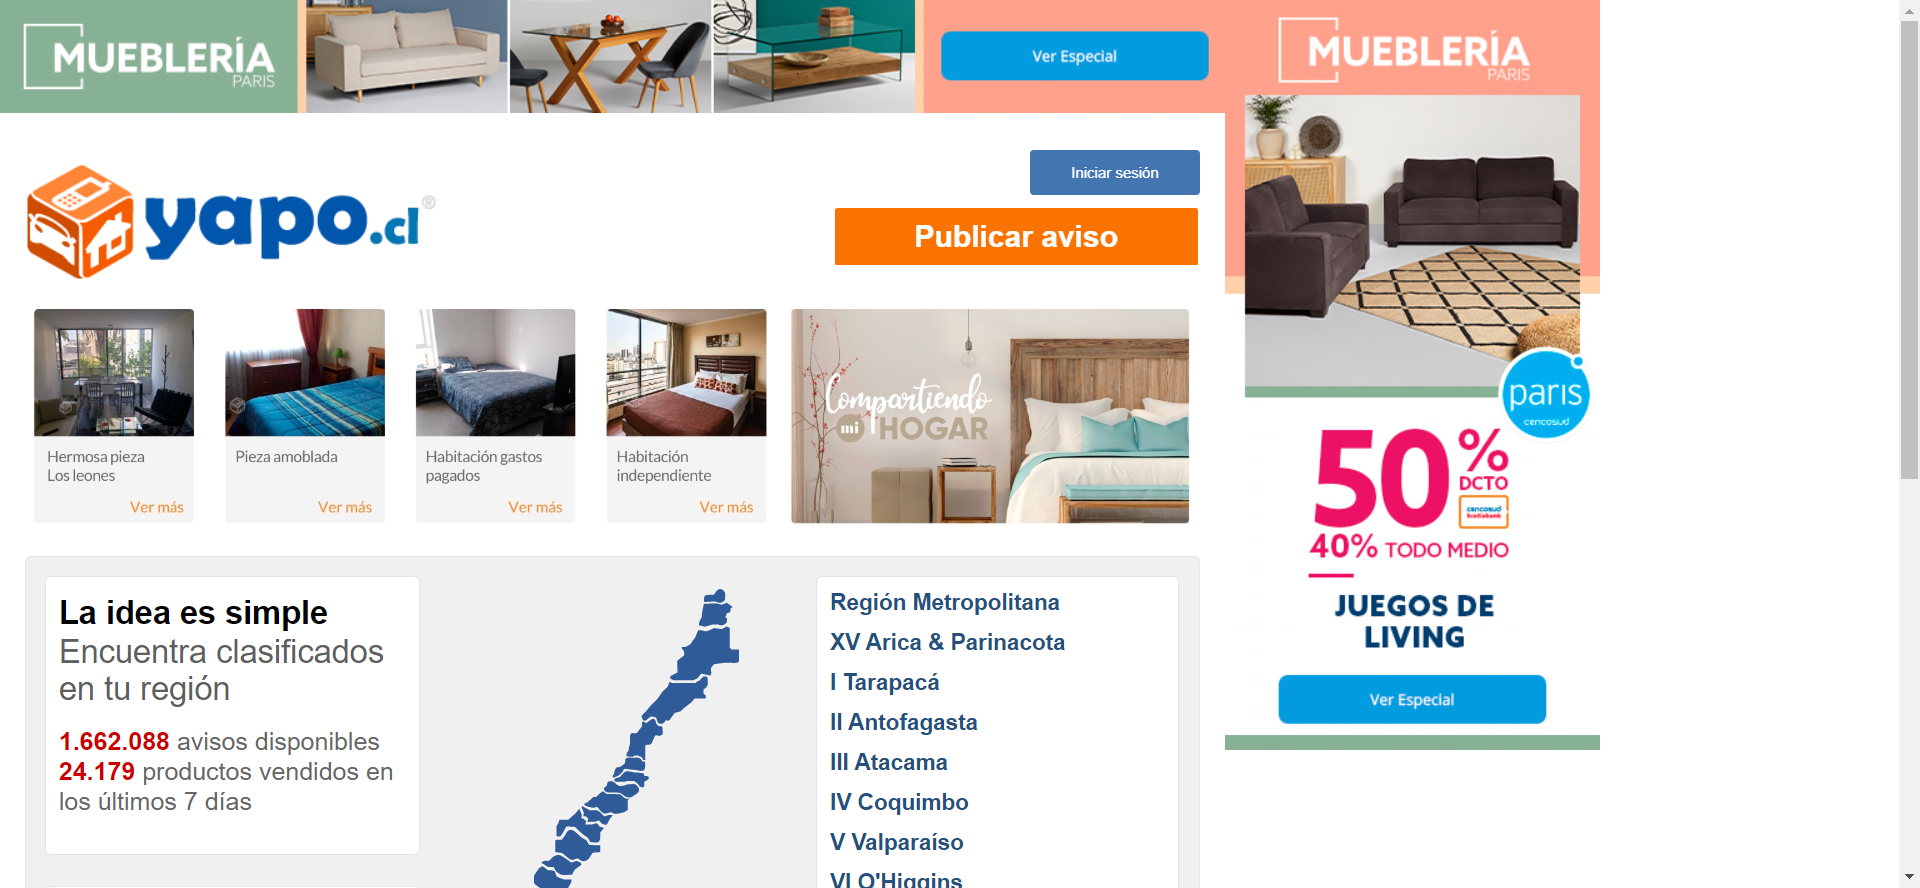 MUEBLERÍA
PARIS
Ver Especial
MUEBLERÍA
PARIS
yapo.cl®
Iniciar sesión
Publicar aviso
Hermosa pieza
Los leones
Ver más
Pieza amoblada
Ver más
Habitación gastos
pagados
Ver más
Habitación
independiente
Ver más
Compartiendo
mi HOGAR
paris
cencosud
50%
DCTO
cencosud
Scotiabank
40% TODO MEDIO
JUEGOS DE
LIVING
Ver Especial
La idea es simple
Encuentra clasificados
en tu región
1.662.088 avisos disponibles
24.179 productos vendidos en
los últimos 7 días
Región Metropolitana
XV Arica & Parinacota
I Tarapacá
II Antofagasta
III Atacama
IV Coquimbo
V Valparaíso
VI O'Higgins